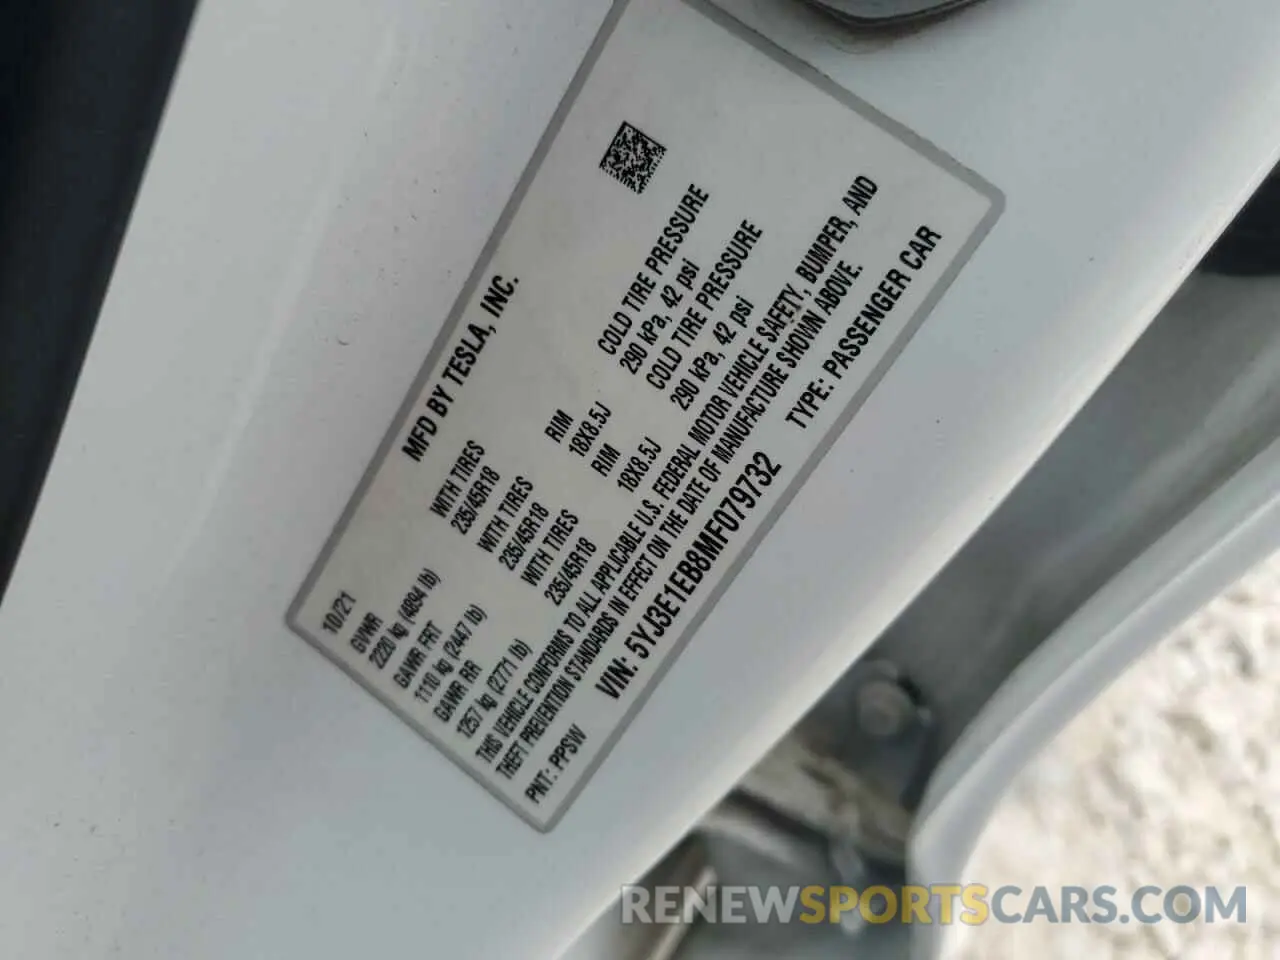 MFD BY TESLA, INC.
10/21
GVWR
2220 kg (4894 lb)
GAWR FRT WITH TIRES RIM COLD TIRE PRESSURE
1110 kg (2447 lb) 235/45R18 18X8.5J 290 kPa, 42 psi
GAWR RR WITH TIRES RIM COLD TIRE PRESSURE
1257 kg (2771 lb) 235/45R18 18X8.5J 290 kPa, 42 psi
WITH TIRES
235/45R18
THIS VEHICLE CONFORMS TO ALL APPLICABLE U.S. FEDERAL MOTOR VEHICLE SAFETY, BUMPER, AND
THEFT PREVENTION STANDARDS IN EFFECT ON THE DATE OF MANUFACTURE SHOWN ABOVE.
PNT: PPSW VIN: 5YJ3E1EB8MF079732 TYPE: PASSENGER CAR
RENEWSPORTSCARS.COM